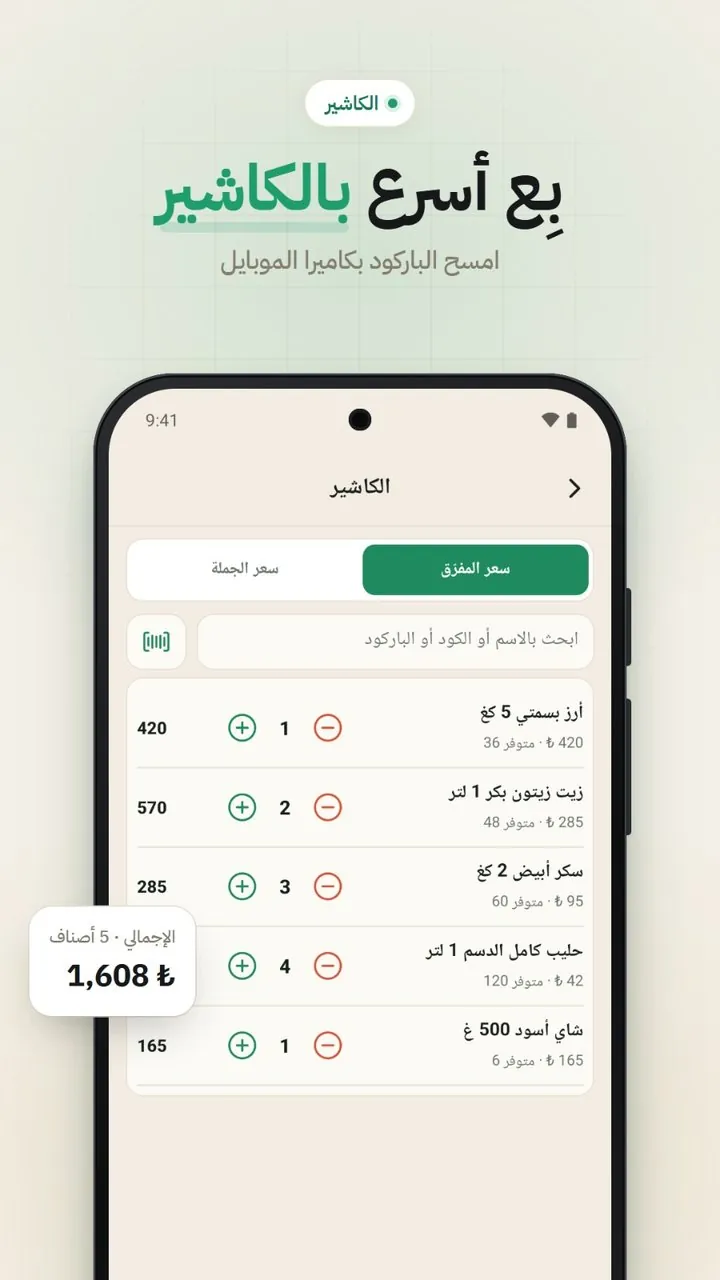 الكاشير
بِع أسرع بالكاشير
امسح الباركود بكاميرا الموبايل
9:41
الكاشير
سعر المفرّق
سعر الجملة
ابحث بالاسم أو الكود أو الباركود
أرز بسمتي 5 كغ
420 ₺ · متوفر 36
1
420
زيت زيتون بكر 1 لتر
285 ₺ · متوفر 48
2
570
سكر أبيض 2 كغ
95 ₺ · متوفر 60
3
285
حليب كامل الدسم 1 لتر
42 ₺ · متوفر 120
4
الإجمالي · 5 أصناف
1,608 ₺
شاي أسود 500 غ
165 ₺ · متوفر 6
1
165